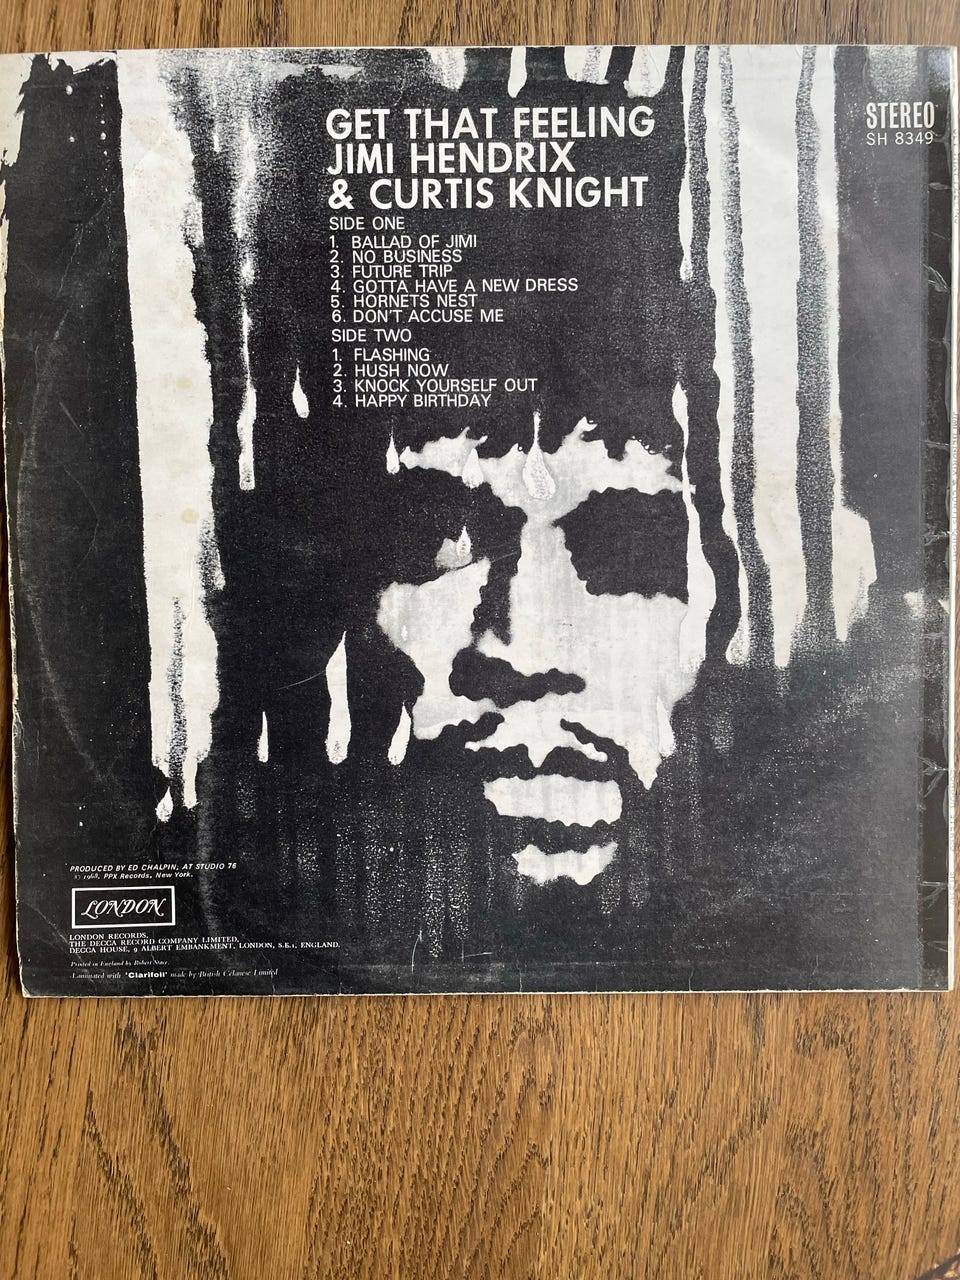 GET THAT FEELING
JIMI HENDRIX
& CURTIS KNIGHT
STEREO
SH 8349
SIDE ONE
1. BALLAD OF JIMI
2. NO BUSINESS
3. FUTURE TRIP
4. GOTTA HAVE A NEW DRESS
5. HORNETS NEST
6. DON'T ACCUSE ME
SIDE TWO
1. FLASHING
2. HUSH NOW
3. KNOCK YOURSELF OUT
4. HAPPY BIRTHDAY
PRODUCED BY ED CHALPIN, AT STUDIO 76
℗ 1968, PPX Records, New York.
LONDON
LONDON RECORDS,
THE DECCA RECORD COMPANY LIMITED,
DECCA HOUSE, 9 ALBERT EMBANKMENT, LONDON, S.E.1, ENGLAND.
Printed in England by Robert Stace
Laminated with 'Clarifoil' made by British Celanese Limited